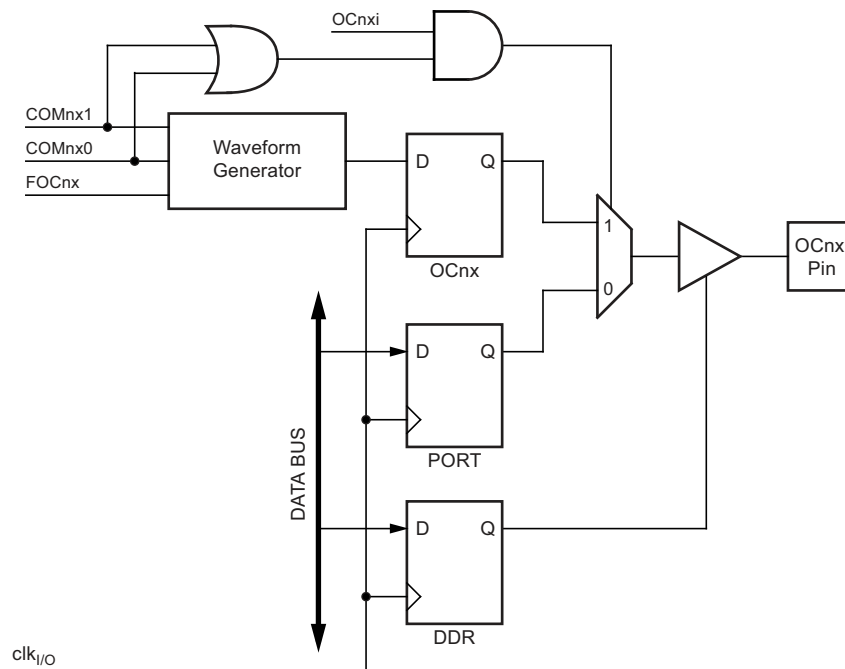 OCnxi
COMnx1
COMnx0
FOCnx
Waveform
Generator
D Q
OCnx
1
0
OCnx
Pin
D Q
PORT
DATA BUS
D Q
DDR
clkI/O